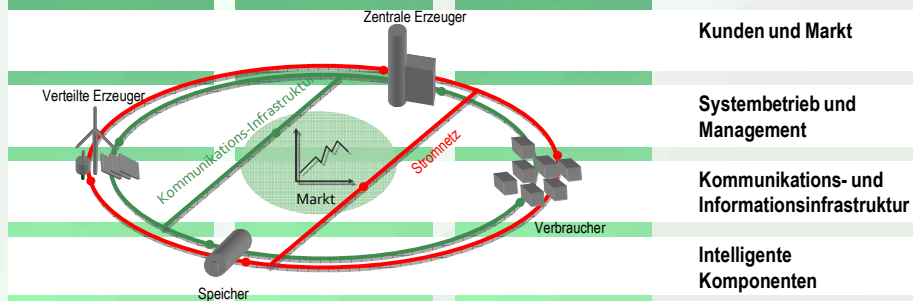 Zentrale Erzeuger
Kunden und Markt
Verteilte Erzeuger
Kommunikations-Infrastruktur
Stromnetz
Markt
Systembetrieb und
Management
Kommunikations- und
Informationsinfrastruktur
Verbraucher
Speicher
Intelligente
Komponenten